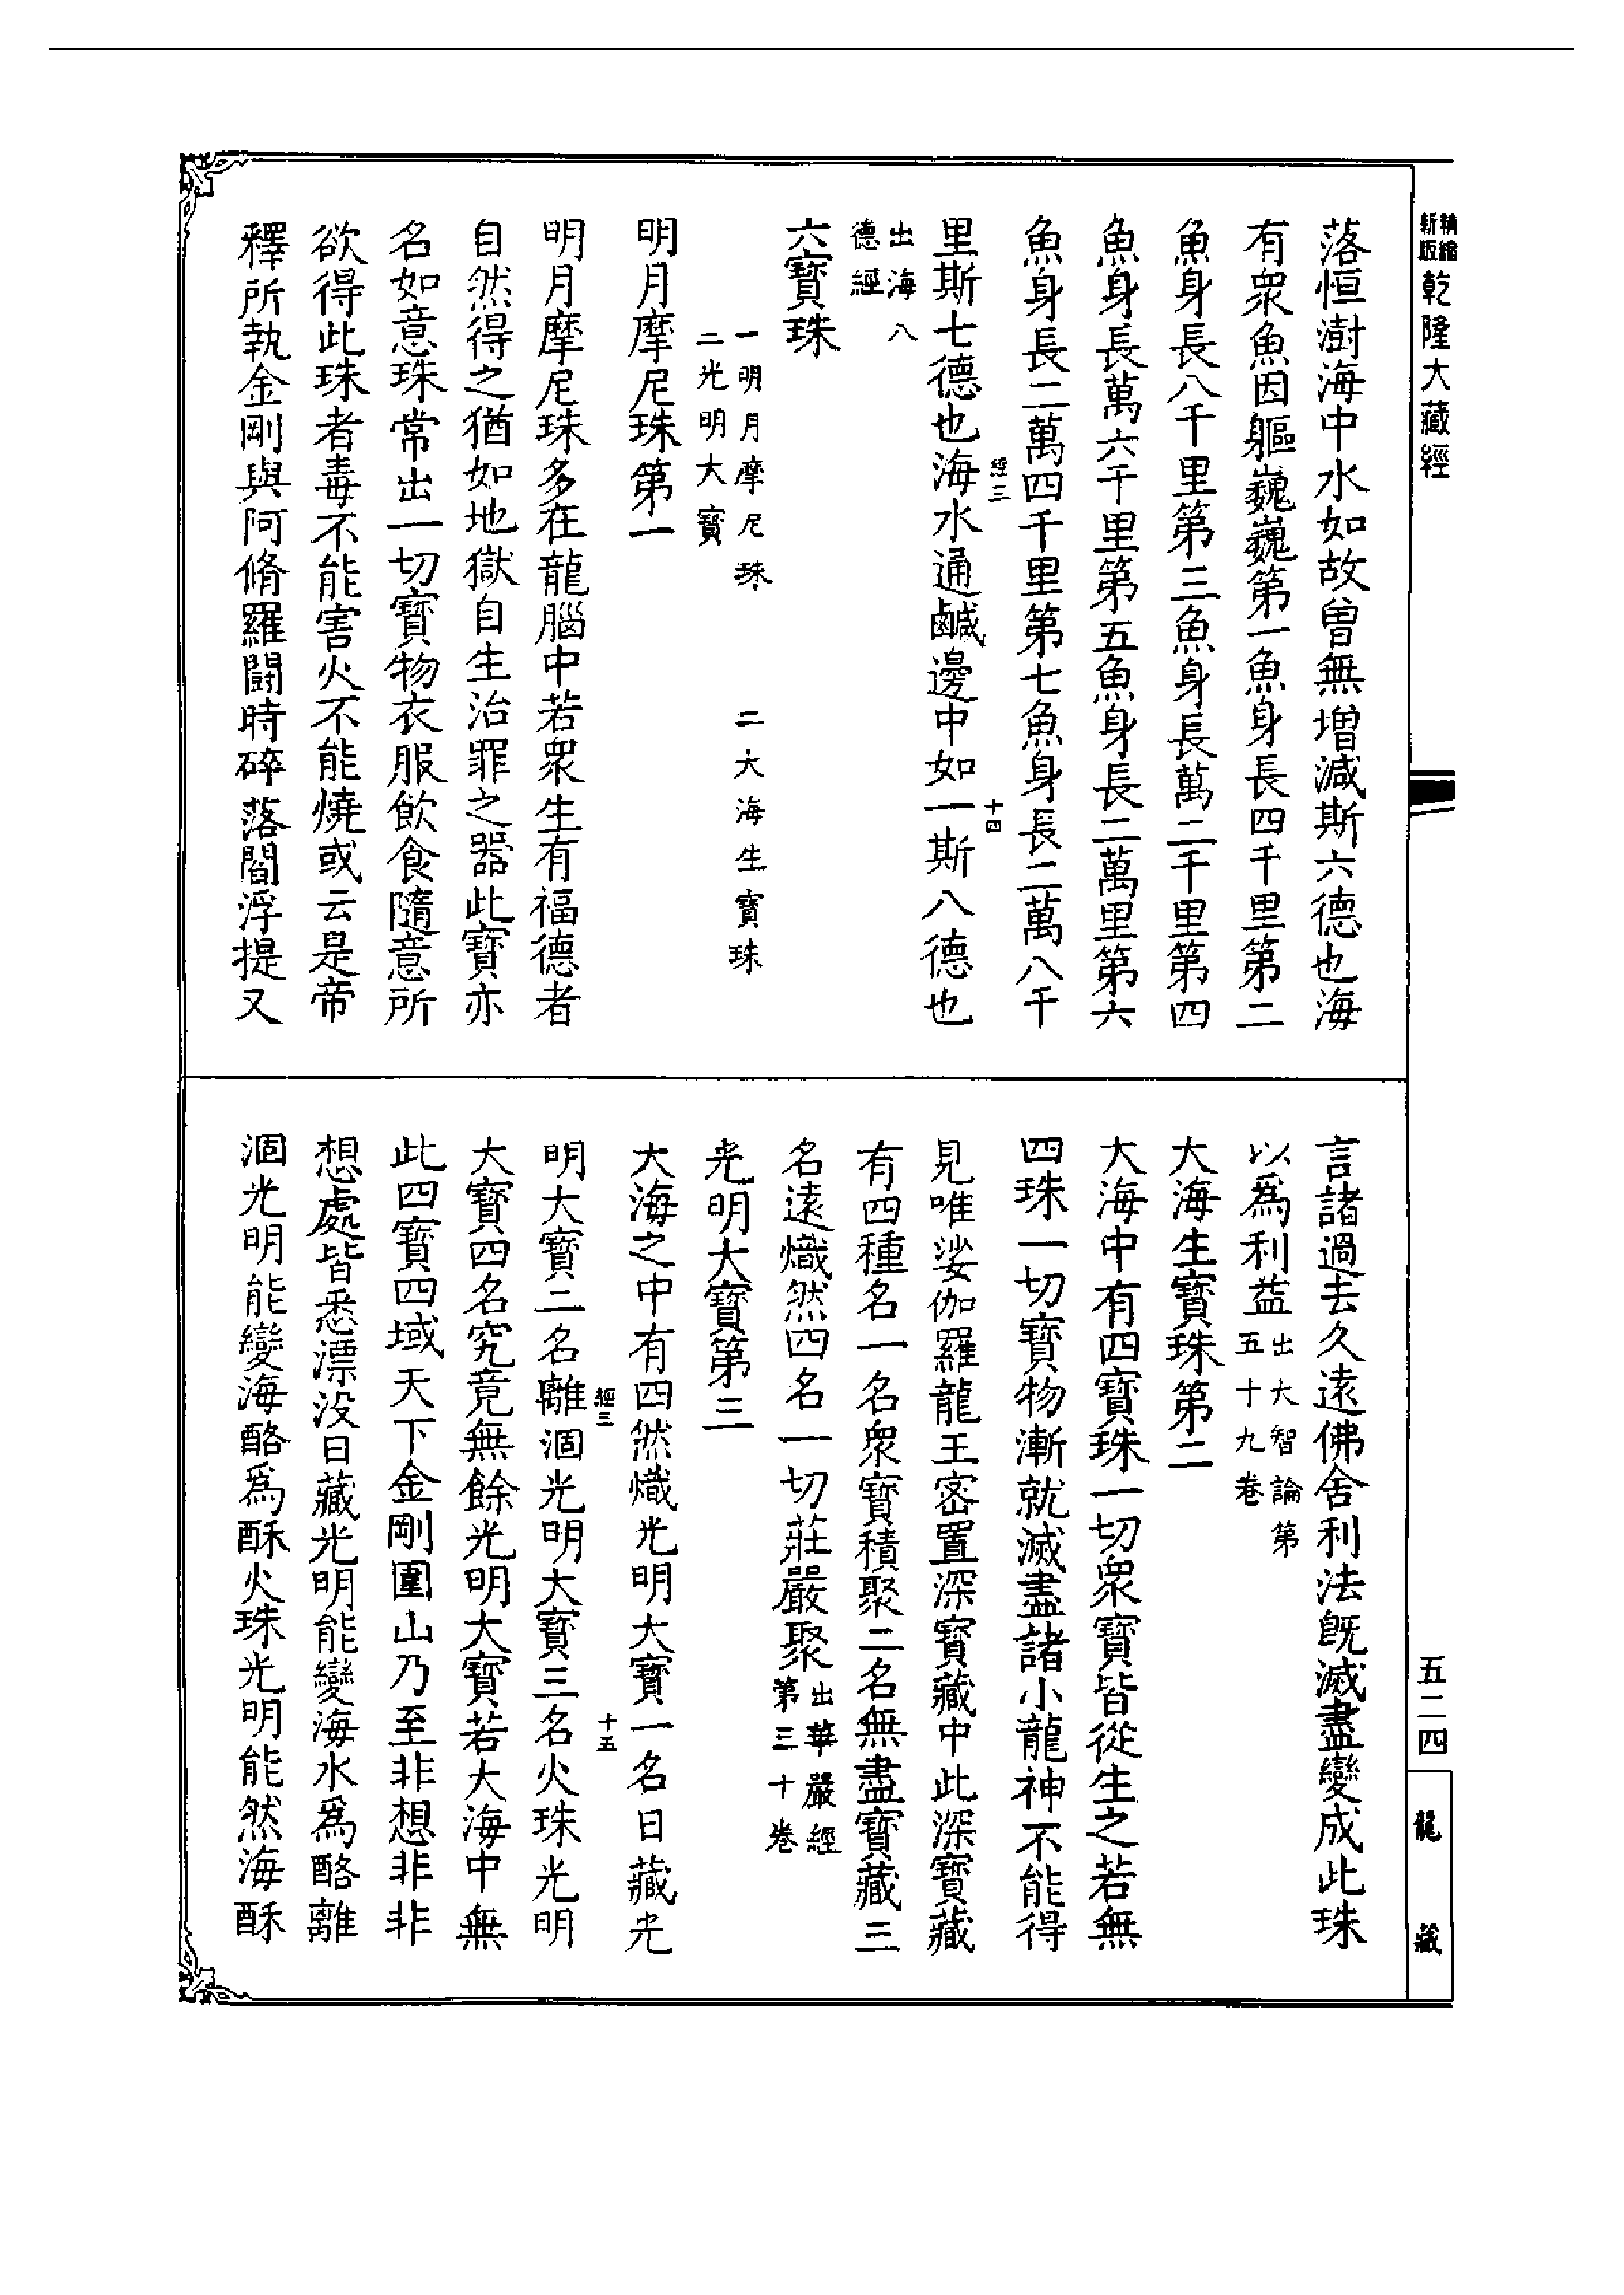 精縮新版乾隆大藏經
落恒澍海中水如故曾無增減斯六德也海
有眾魚因軀巍巍第一魚身長四千里第二
魚身長八千里第三魚身長萬二千里第四
魚身長萬六千里第五魚身長二萬里第六
魚身長二萬四千里第七魚身長二萬八千
經三 十四
里斯七德也海水通鹹邊中如一斯八德也
出海八
德經
六寶珠
一明月摩尼珠 二大海生寶珠
三光明大寶
明月摩尼珠第一
明月摩尼珠多在龍腦中若眾生有福德者
自然得之猶如地獄自生治罪之器此寶亦
名如意珠常出一切寶物衣服飲食隨意所
欲得此珠者毒不能害火不能燒或云是帝
釋所執金剛與阿脩羅鬪時碎落閻浮提又
言諸過去久遠佛舍利法既滅盡變成此珠
以為利益出大智論第
五十九卷
大海生寶珠第二
大海中有四寶珠一切眾寶皆從生之若無
四珠一切寶物漸就滅盡諸小龍神不能得
見唯娑伽羅龍王密置深寶藏中此深寶藏
有四種名一名眾寶積聚二名無盡寶藏三
名遠熾然四名一切莊嚴聚出華嚴經
第三十卷
光明大寶第三
大海之中有四然熾光明大寶一名日藏光
經三 十五
明大寶二名離涸光明大寶三名火珠光明
大寶四名究竟無餘光明大寶若大海中無
此四寶四域天下金剛圍山乃至非想非非
想處皆悉漂沒日藏光明能變海水為酪離
涸光明能變海酪為酥火珠光明能然海酥
五二四
龍藏